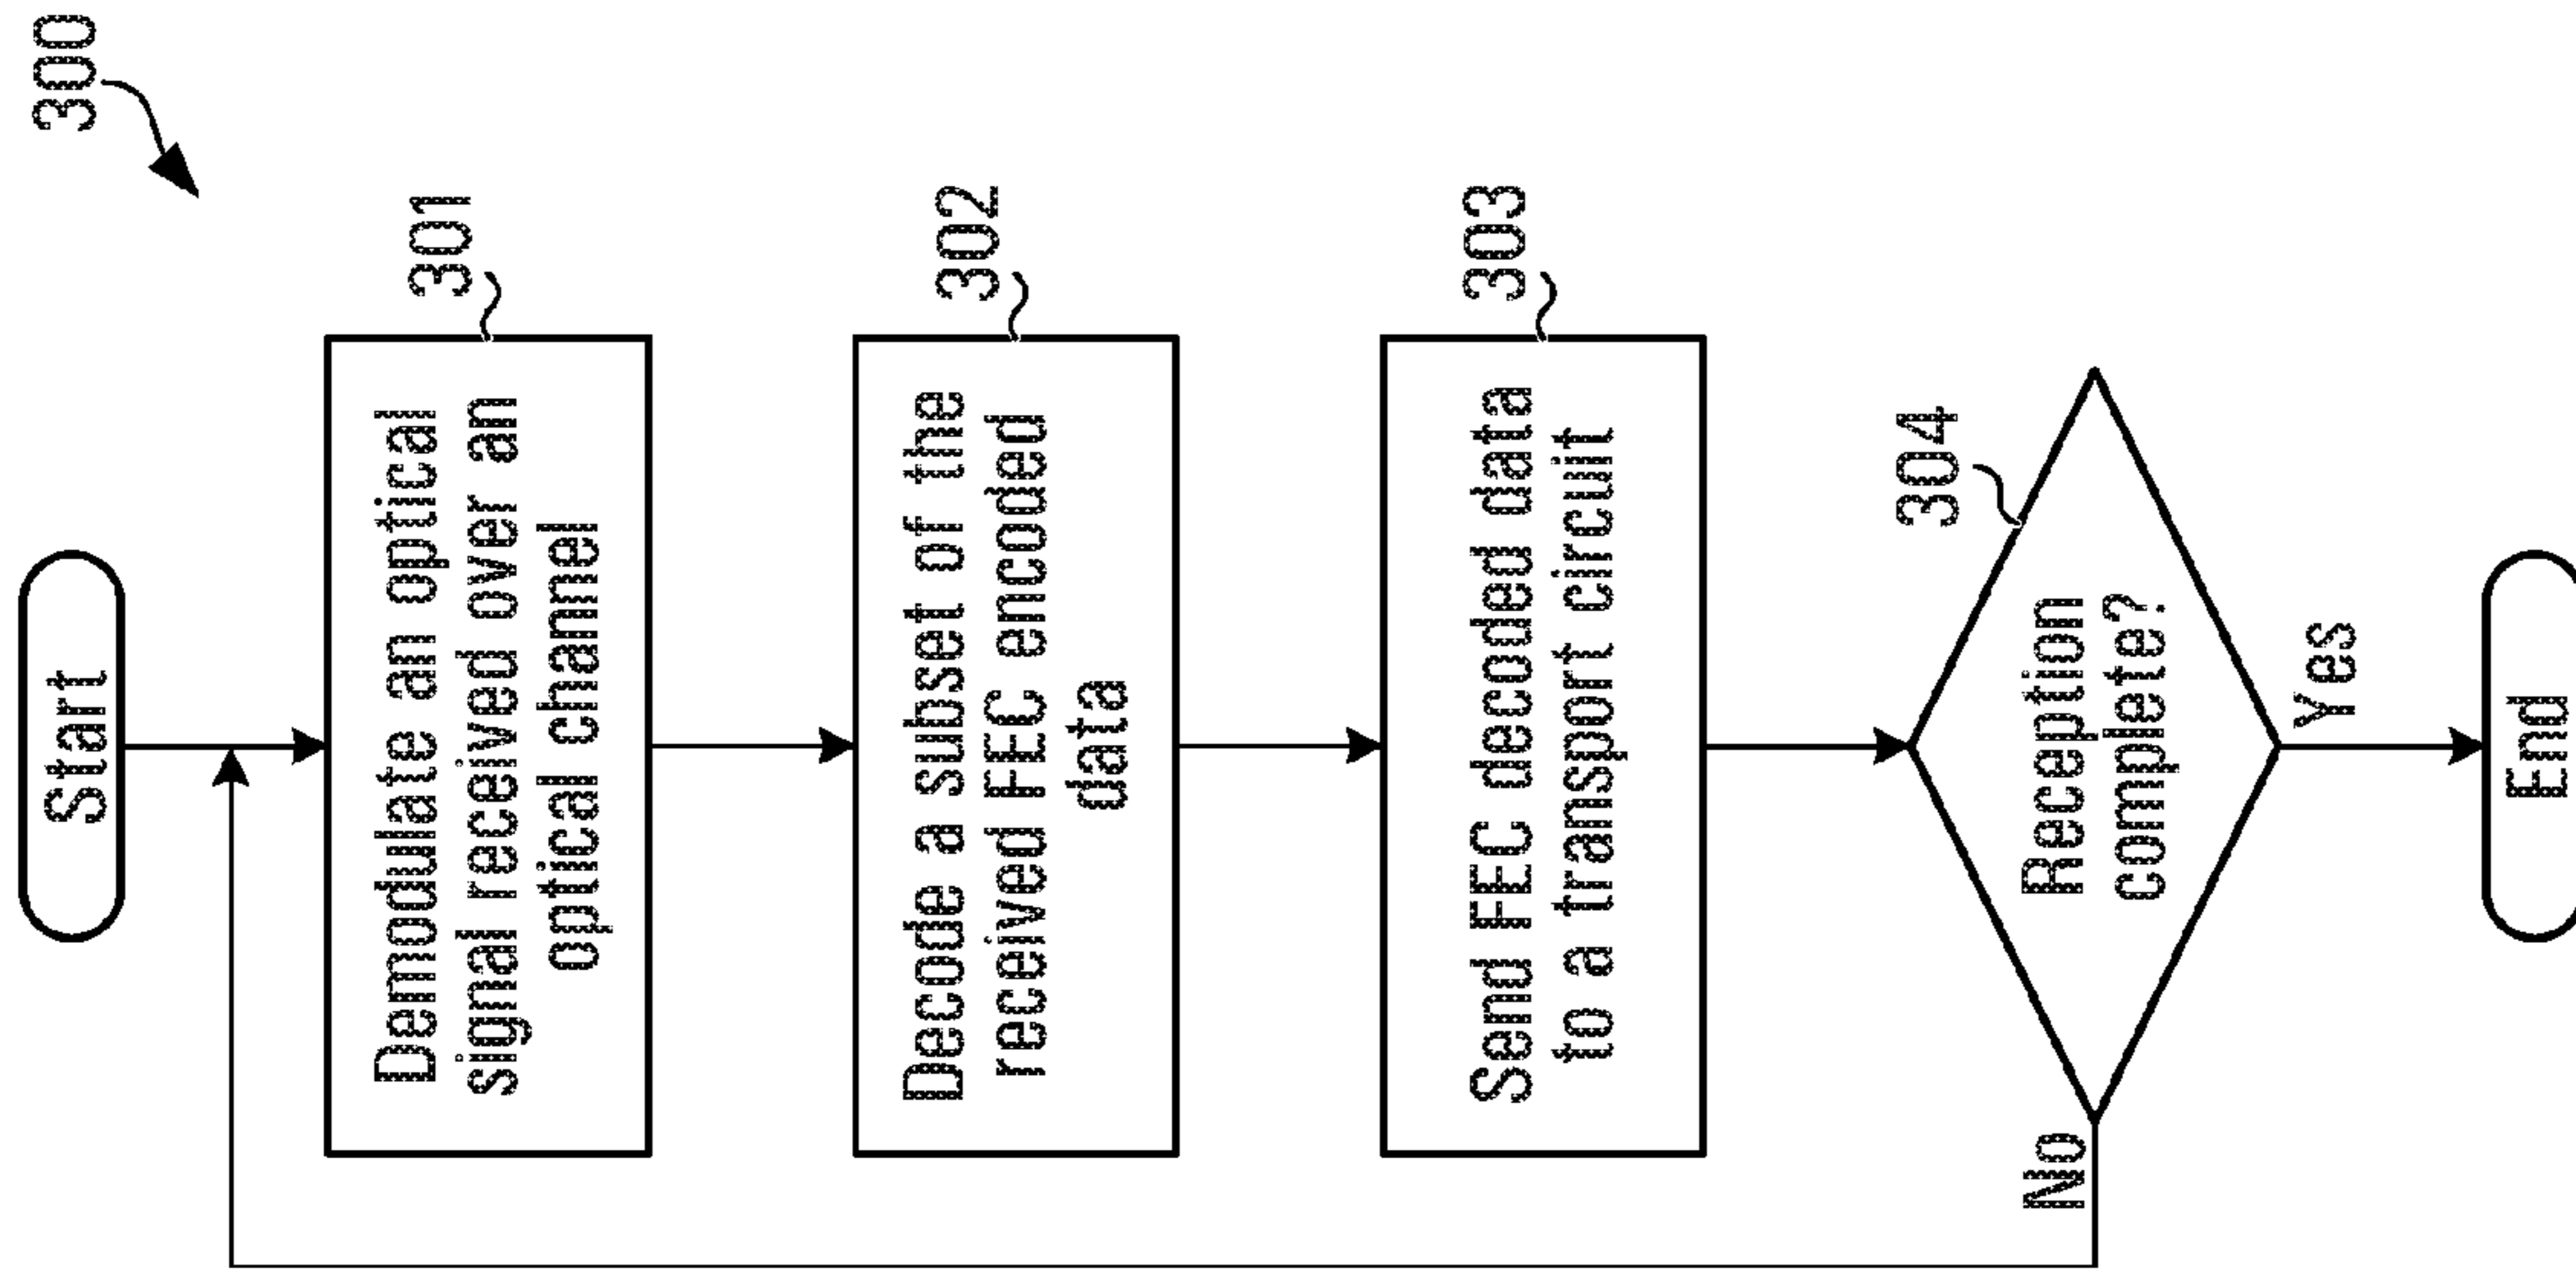 300
Start
301
Demodulate an optical
signal received over an
optical channel
302
Decode a subset of the
received FEC encoded
data
303
Send FEC decoded data
to a transport circuit
304
Reception
complete?
No
Yes
End